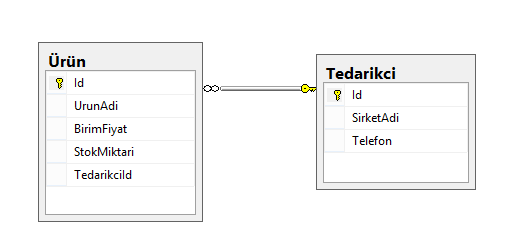 Ürün
Id
UrunAdi
BirimFiyat
StokMiktari
TedarikciId
Tedarikci
Id
SirketAdi
Telefon